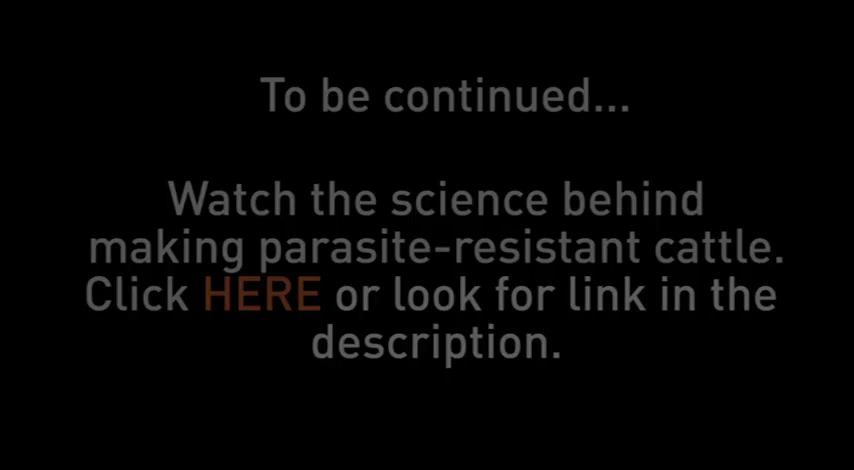 To be continued...
Watch the science behind
making parasite-resistant cattle.
Click HERE or look for link in the
description.